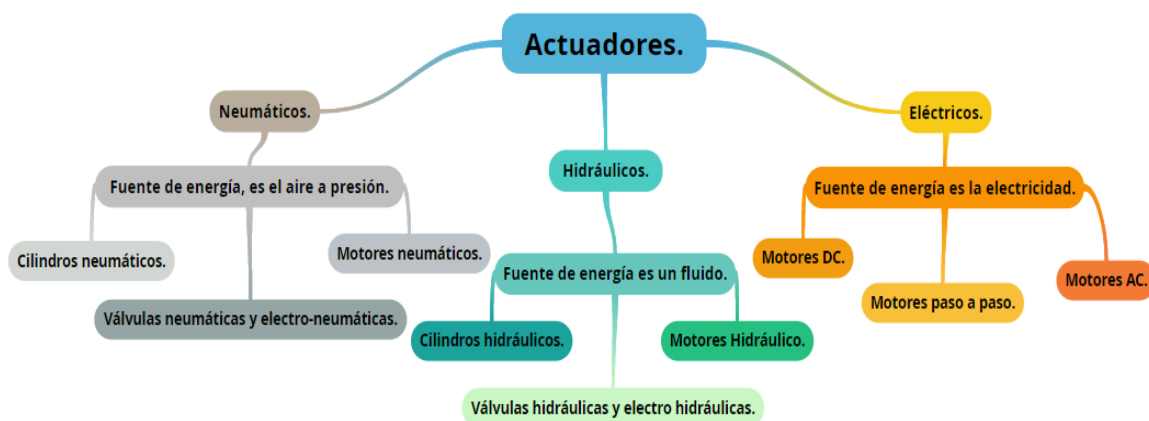 Actuadores.
Neumáticos.
Fuente de energía, es el aire a presión.
Cilindros neumáticos.
Motores neumáticos.
Válvulas neumáticas y electro-neumáticas.
Hidráulicos.
Fuente de energía es un fluido.
Cilindros hidráulicos.
Motores Hidráulico.
Válvulas hidráulicas y electro hidráulicas.
Eléctricos.
Fuente de energía es la electricidad.
Motores DC.
Motores paso a paso.
Motores AC.